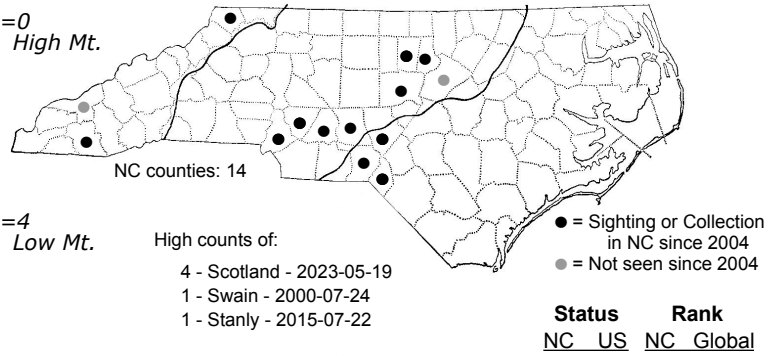 =0
High Mt.
NC counties: 14
=4
Low Mt.
High counts of:
4 - Scotland - 2023-05-19
1 - Swain - 2000-07-24
1 - Stanly - 2015-07-22
= Sighting or Collection
in NC since 2004
= Not seen since 2004
Status Rank
NC US NC Global